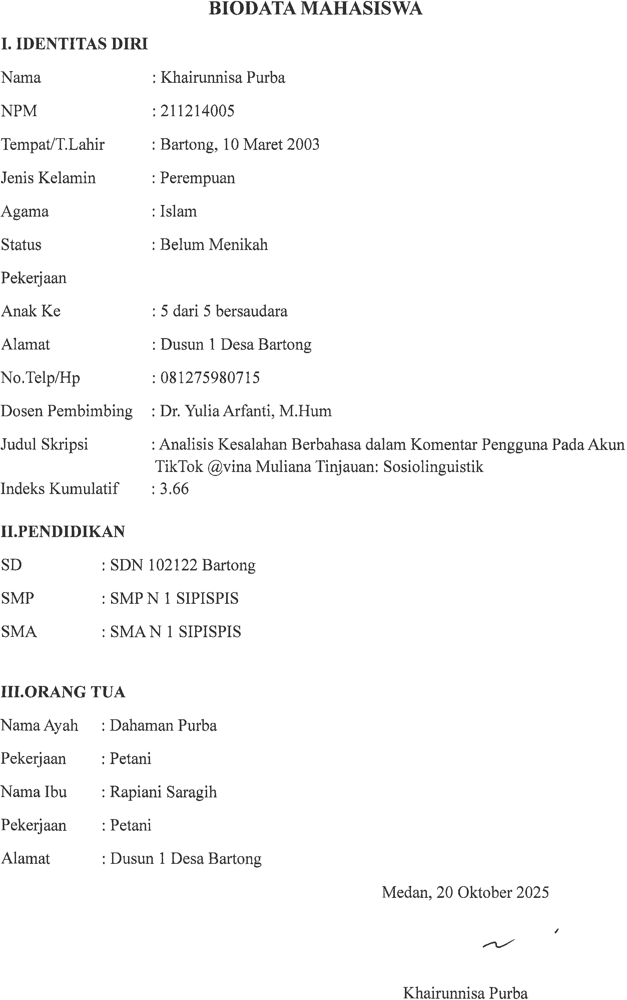 BIODATA MAHASISWA
I. IDENTITAS DIRI
Nama : Khairunnisa Purba
NPM : 211214005
Tempat/T.Lahir : Bartong, 10 Maret 2003
Jenis Kelamin : Perempuan
Agama : Islam
Status : Belum Menikah
Pekerjaan
Anak Ke : 5 dari 5 bersaudara
Alamat : Dusun 1 Desa Bartong
No.Telp/Hp : 081275980715
Dosen Pembimbing : Dr. Yulia Arfanti, M.Hum
Judul Skripsi : Analisis Kesalahan Berbahasa dalam Komentar Pengguna Pada Akun
TikTok @vina Muliana Tinjauan: Sosiolinguistik
Indeks Kumulatif : 3.66
II.PENDIDIKAN
SD : SDN 102122 Bartong
SMP : SMP N 1 SIPISPIS
SMA : SMA N 1 SIPISPIS
III.ORANG TUA
Nama Ayah : Dahaman Purba
Pekerjaan : Petani
Nama Ibu : Rapiani Saragih
Pekerjaan : Petani
Alamat : Dusun 1 Desa Bartong
Medan, 20 Oktober 2025
Khairunnisa Purba